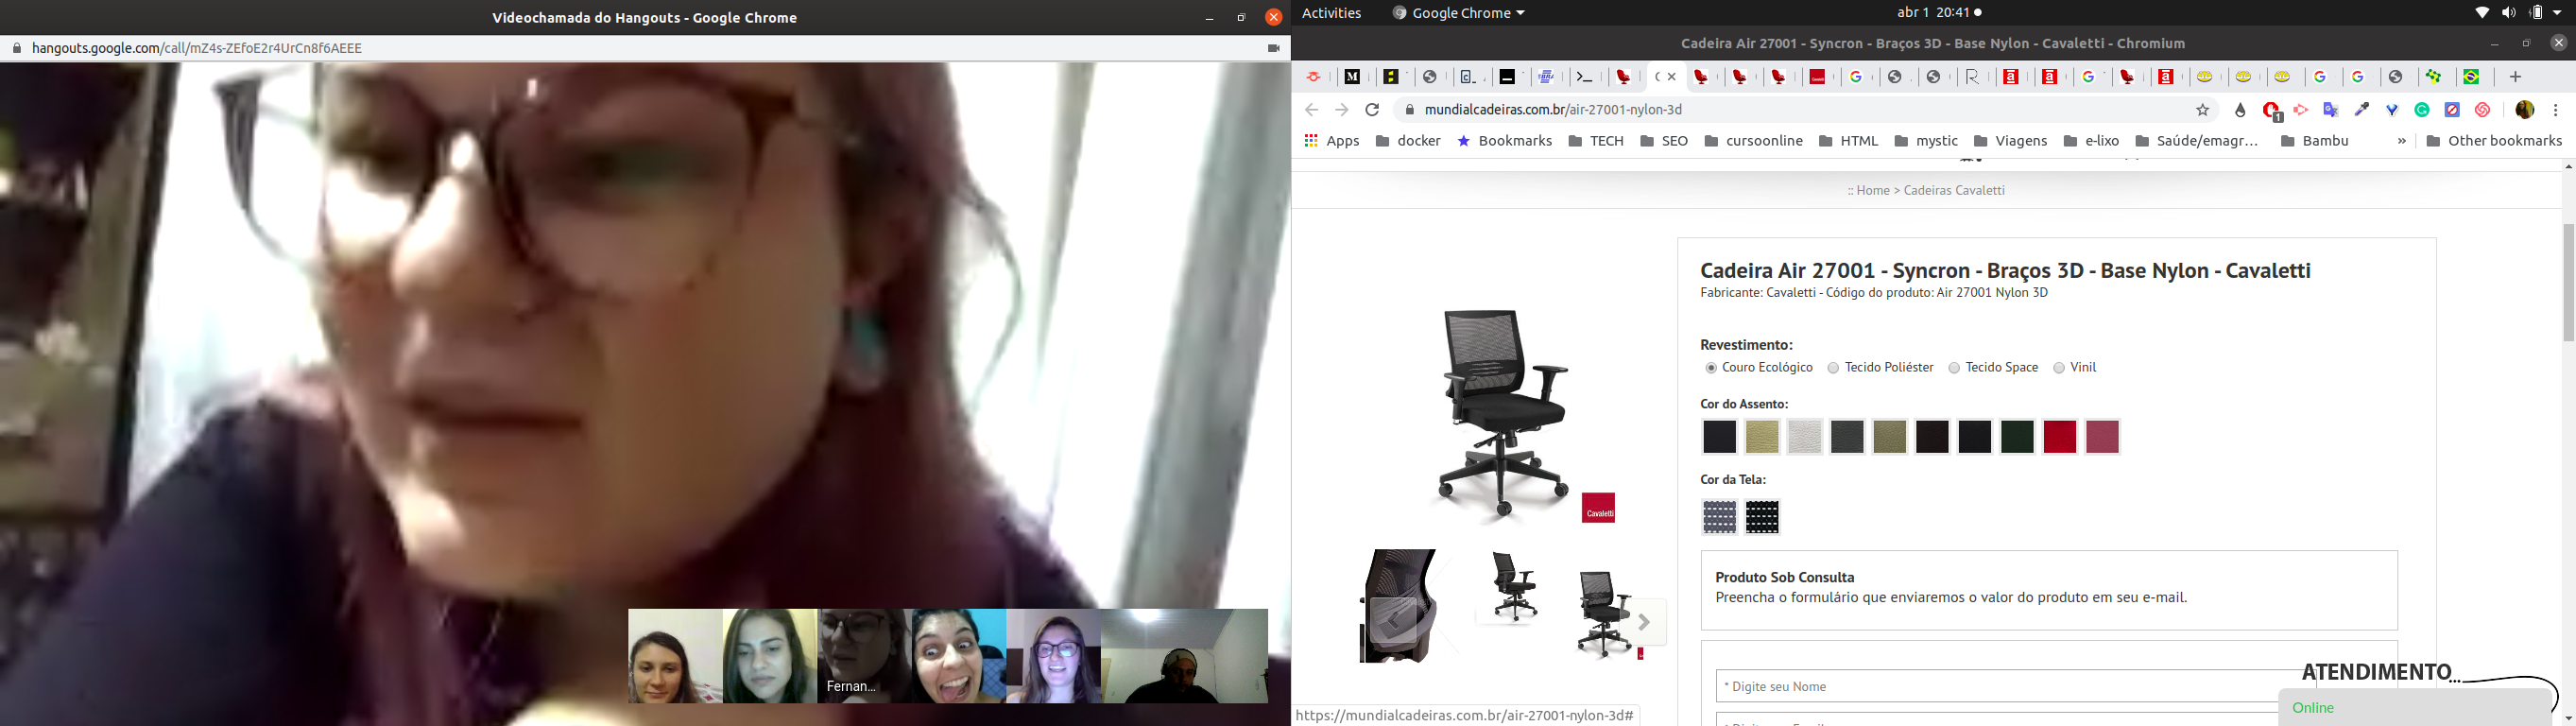 Videochamada do Hangouts - Google Chrome
hangouts.google.com/call/mZ4s-ZEfoE2r4UrCn8f6AEEE
Fernan...
Activities
Google Chrome
abr 1 20:41
Cadeira Air 27001 - Syncron - Braços 3D - Base Nylon - Cavaletti - Chromium
mundialcadeiras.com.br/air-27001-nylon-3d
1
Apps
docker
Bookmarks
TECH
SEO
cursoonline
HTML
mystic
Viagens
e-lixo
Saúde/emagr...
Bambu
»
Other bookmarks
:: Home > Cadeiras Cavaletti
Cadeira Air 27001 - Syncron - Braços 3D - Base Nylon - Cavaletti
Fabricante: Cavaletti - Código do produto: Air 27001 Nylon 3D
Revestimento:
Couro Ecológico Tecido Poliéster Tecido Space Vinil
Cor do Assento:
Cor da Tela:
Cavaletti
Produto Sob Consulta
Preencha o formulário que enviaremos o valor do produto em seu e-mail.
* Digite seu Nome
ATENDIMENTO...
Online
https://mundialcadeiras.com.br/air-27001-nylon-3d#